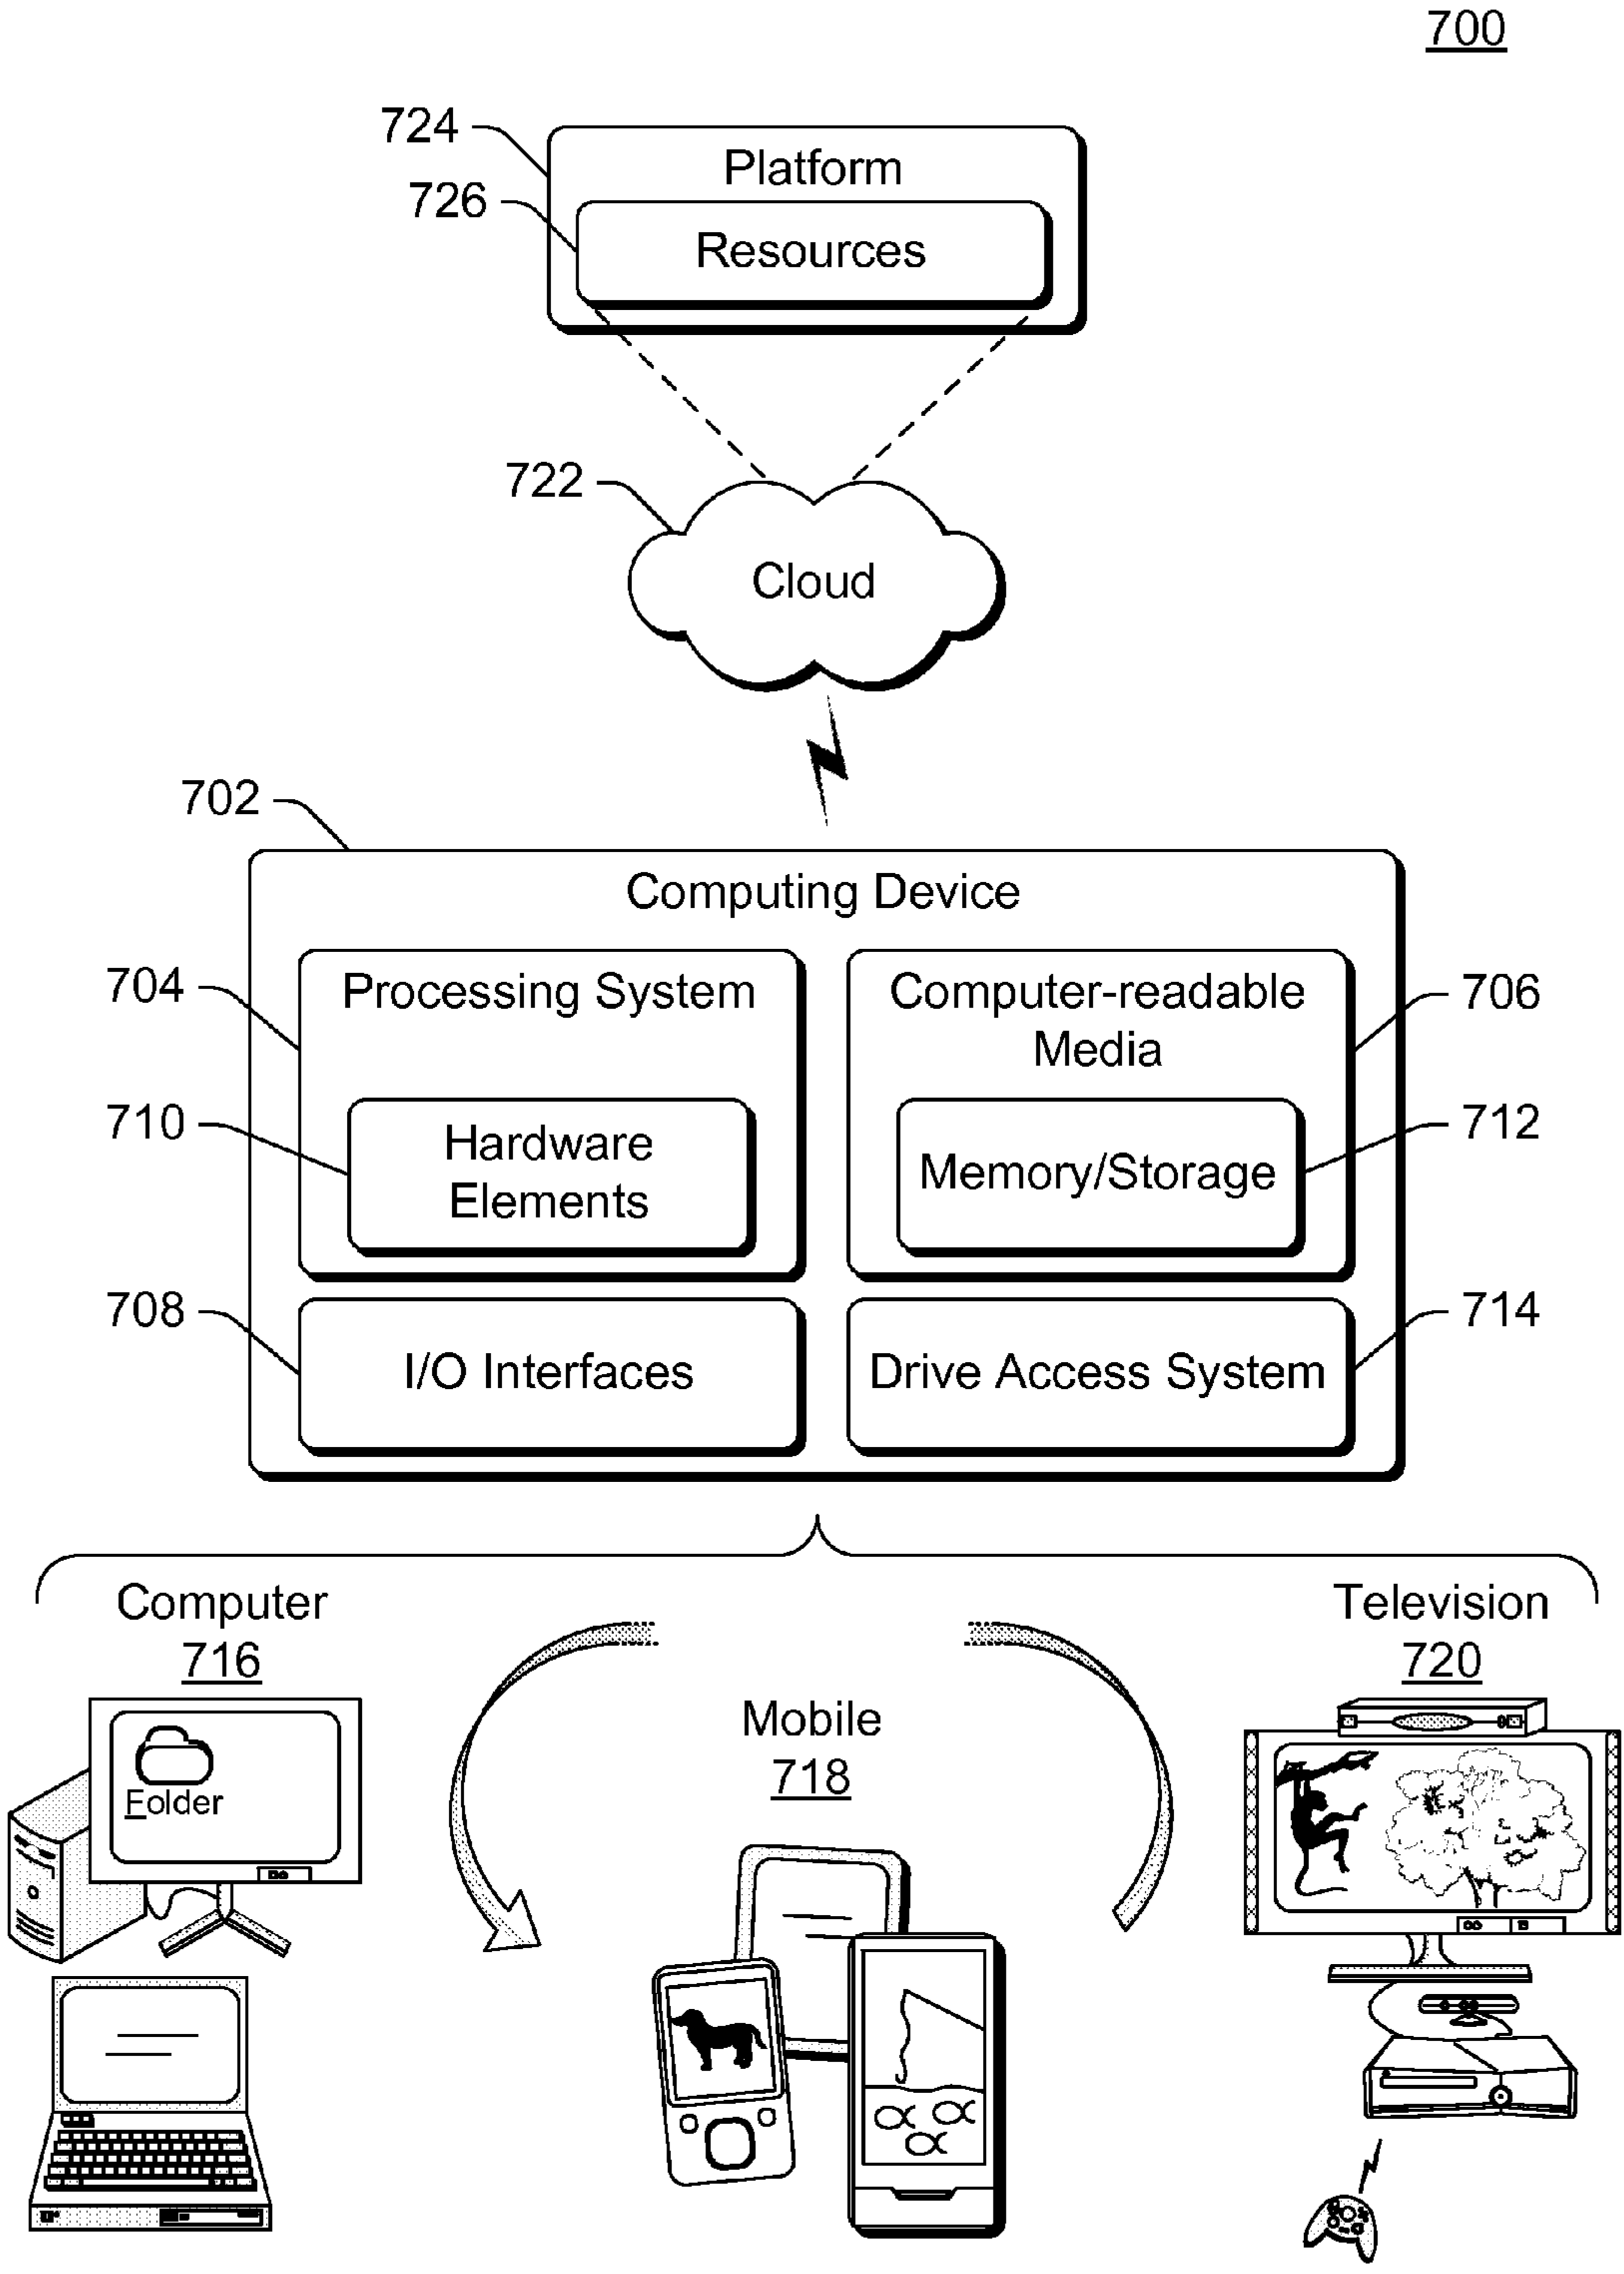 700
724
Platform
726
Resources
722
Cloud
702
Computing Device
704
Processing System
Computer-readable
Media
706
710
Hardware
Elements
Memory/Storage
712
708
I/O Interfaces
Drive Access System
714
Computer
716
Folder
Mobile
718
Television
720